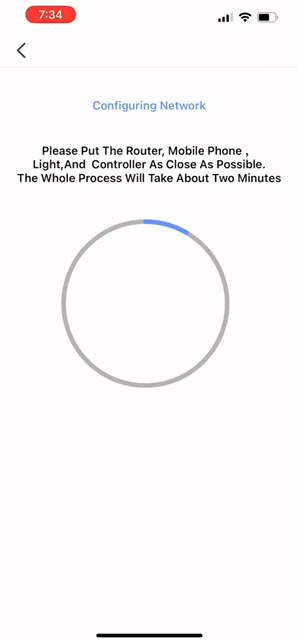 7:34
Configuring Network
Please Put The Router, Mobile Phone ,
Light,And Controller As Close As Possible.
The Whole Process Will Take About Two Minutes